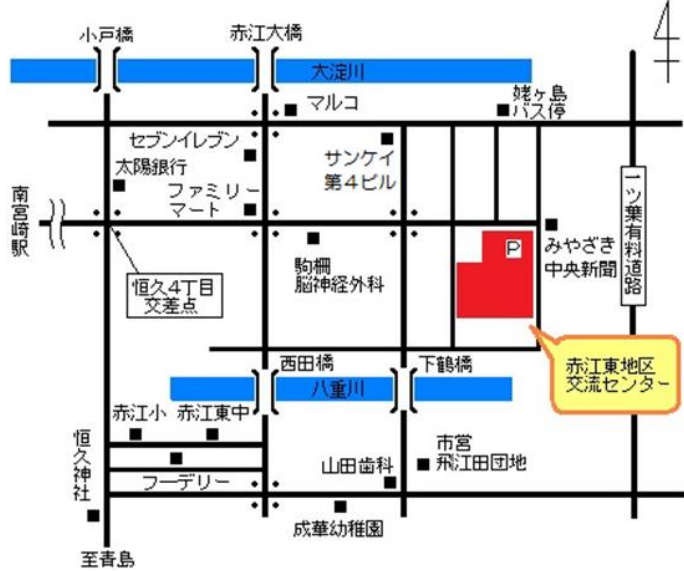 小戸橋
赤江大橋
大淀川
マルコ
姥ヶ島
バス停
セブンイレブン
サンケイ
第4ビル
太陽銀行
ファミリー
マート
南宮崎駅
一ツ葉有料道路
P
みやざき
中央新聞
恒久4丁目
交差点
駒柵
脳神経外科
西田橋
下鶴橋
赤江東地区
交流センター
八重川
赤江小
赤江東中
恒久神社
フーデリー
山田歯科
市営
飛江田団地
成華幼稚園
至青島